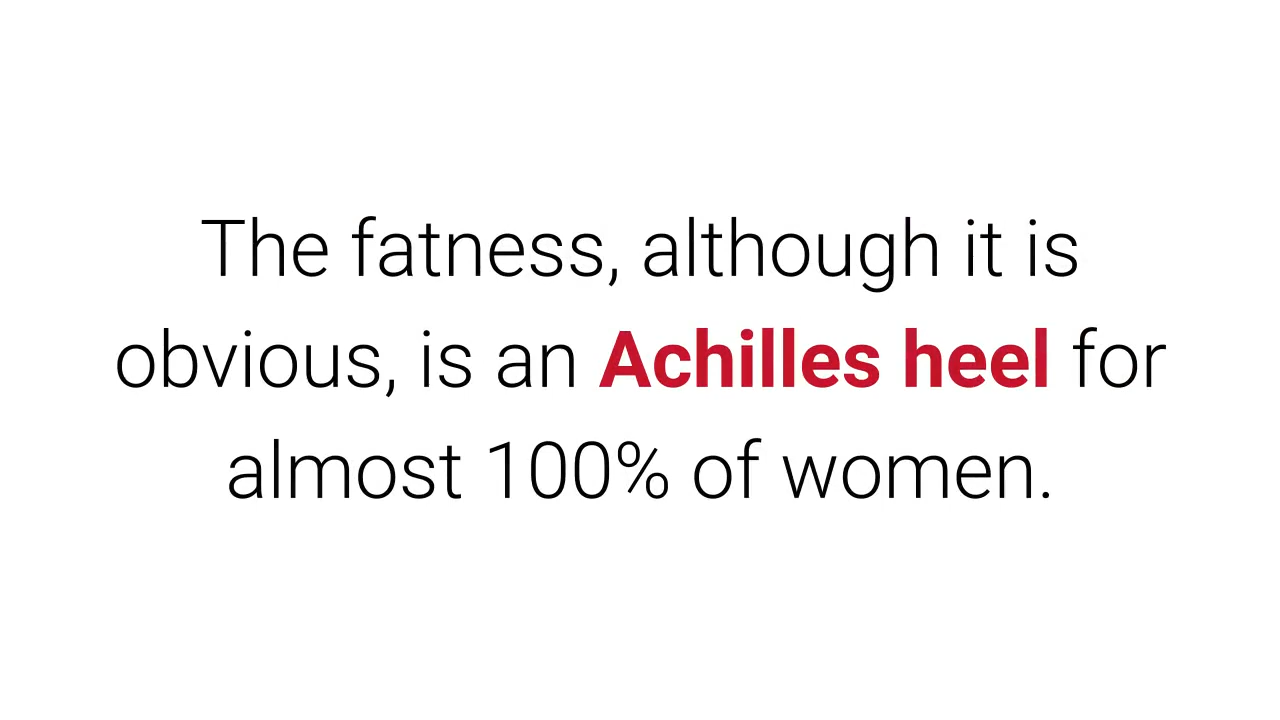 The fatness, although it is
obvious, is an Achilles heel for
almost 100% of women.